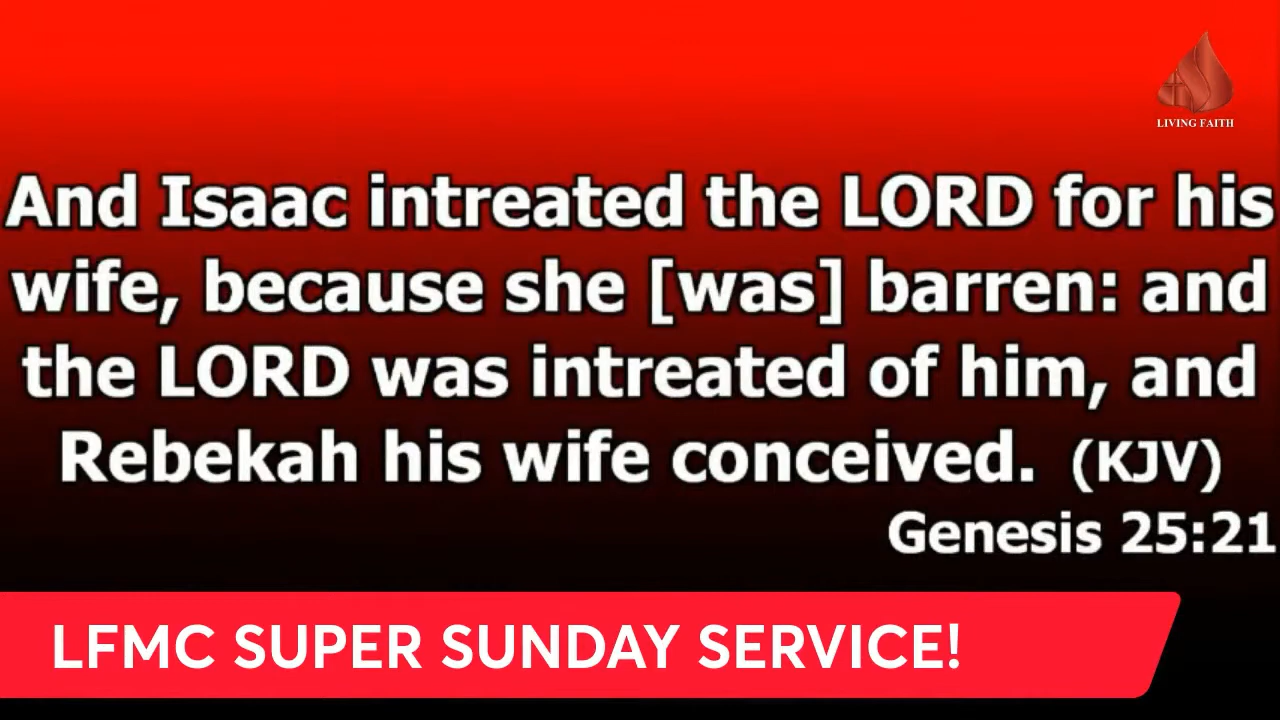 LIVING FAITH
And Isaac intreated the LORD for his
wife, because she [was] barren: and
the LORD was intreated of him, and
Rebekah his wife conceived. (KJV)
Genesis 25:21
LFMC SUPER SUNDAY SERVICE!